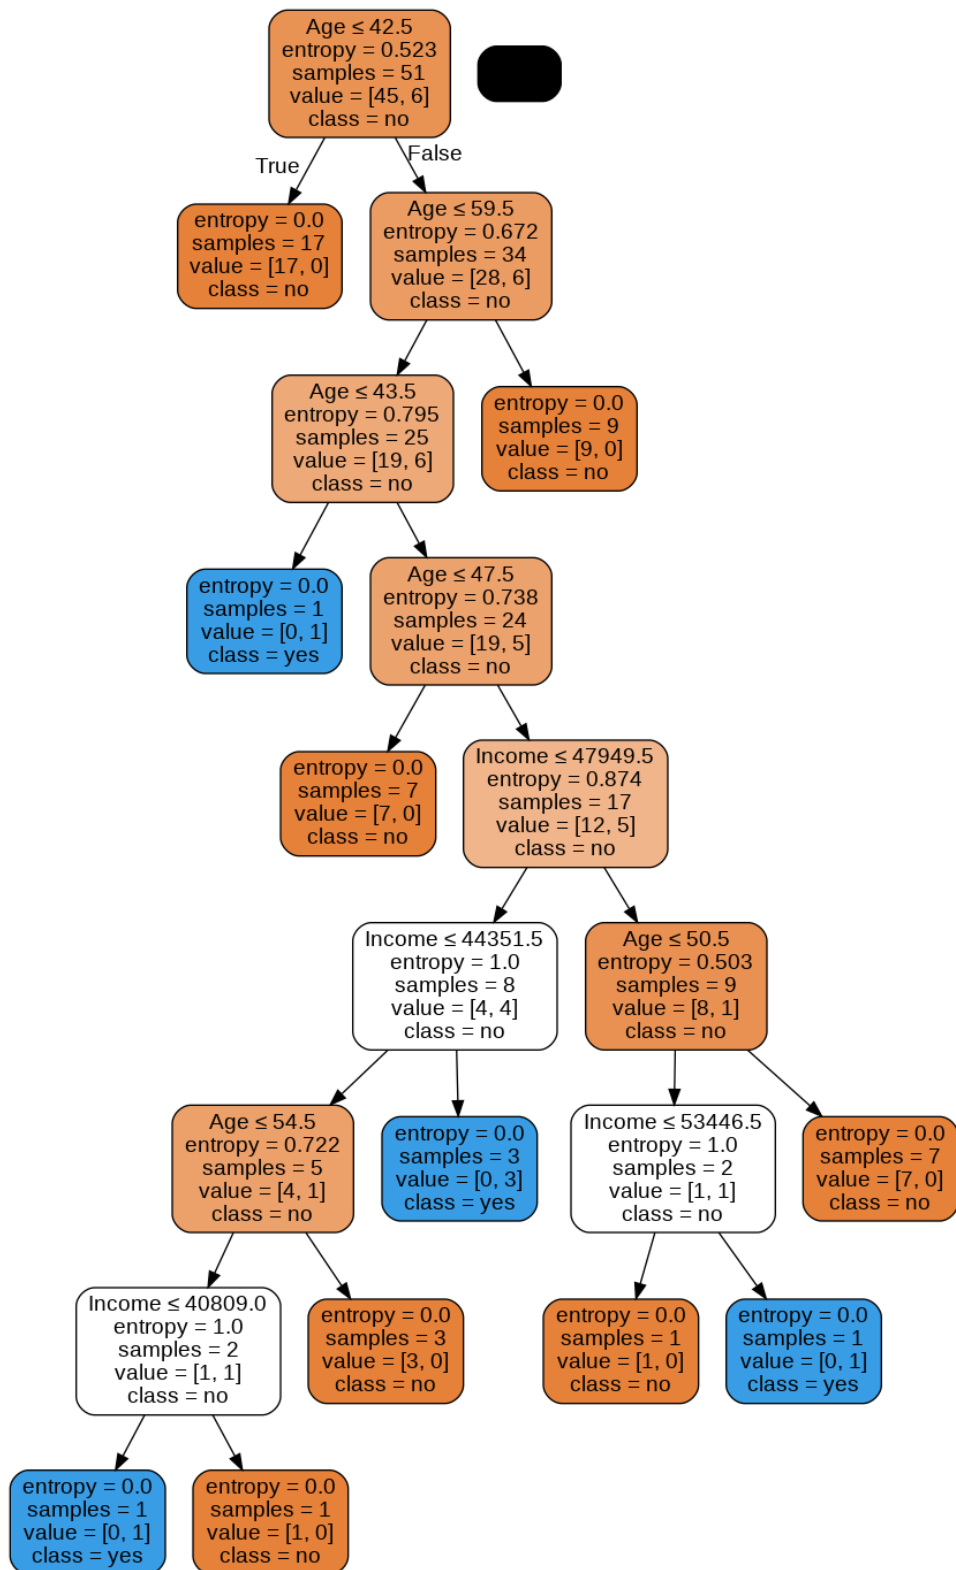 Age ≤ 42.5
entropy = 0.523
samples = 51
value = [45, 6]
class = no
True
False
entropy = 0.0
samples = 17
value = [17, 0]
class = no
Age ≤ 59.5
entropy = 0.672
samples = 34
value = [28, 6]
class = no
Age ≤ 43.5
entropy = 0.795
samples = 25
value = [19, 6]
class = no
entropy = 0.0
samples = 9
value = [9, 0]
class = no
entropy = 0.0
samples = 1
value = [0, 1]
class = yes
Age ≤ 47.5
entropy = 0.738
samples = 24
value = [19, 5]
class = no
entropy = 0.0
samples = 7
value = [7, 0]
class = no
Income ≤ 47949.5
entropy = 0.874
samples = 17
value = [12, 5]
class = no
Income ≤ 44351.5
entropy = 1.0
samples = 8
value = [4, 4]
class = no
Age ≤ 50.5
entropy = 0.503
samples = 9
value = [8, 1]
class = no
Age ≤ 54.5
entropy = 0.722
samples = 5
value = [4, 1]
class = no
entropy = 0.0
samples = 3
value = [0, 3]
class = yes
Income ≤ 53446.5
entropy = 1.0
samples = 2
value = [1, 1]
class = no
entropy = 0.0
samples = 7
value = [7, 0]
class = no
Income ≤ 40809.0
entropy = 1.0
samples = 2
value = [1, 1]
class = no
entropy = 0.0
samples = 3
value = [3, 0]
class = no
entropy = 0.0
samples = 1
value = [1, 0]
class = no
entropy = 0.0
samples = 1
value = [0, 1]
class = yes
entropy = 0.0
samples = 1
value = [0, 1]
class = yes
entropy = 0.0
samples = 1
value = [1, 0]
class = no